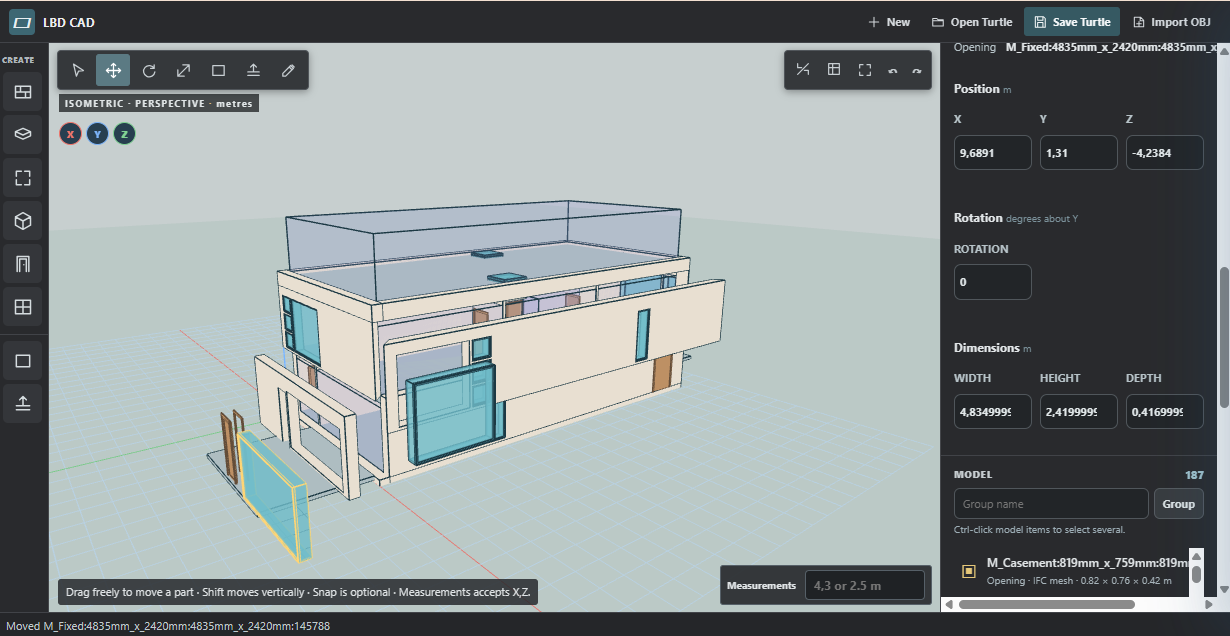 LBD CAD
New
Open Turtle
Save Turtle
Import OBJ
CREATE
ISOMETRIC · PERSPECTIVE · metres
X Y Z
Opening M_Fixed:4835mm_x_2420mm:4835mm_x
Position m
X Y Z
9,6891 1,31 -4,2384
Rotation degrees about Y
ROTATION
0
Dimensions m
WIDTH HEIGHT DEPTH
4,8349999 2,4199999 0,4169999
MODEL 187
Group name
Group
Ctrl-click model items to select several.
M_Casement:819mm_x_759mm:819m
Opening · IFC mesh · 0.82 × 0.76 × 0.42 m
Drag freely to move a part · Shift moves vertically · Snap is optional · Measurements accepts X,Z.
Measurements 4,3 or 2.5 m
Moved M_Fixed:4835mm_x_2420mm:4835mm_x_2420mm:145788